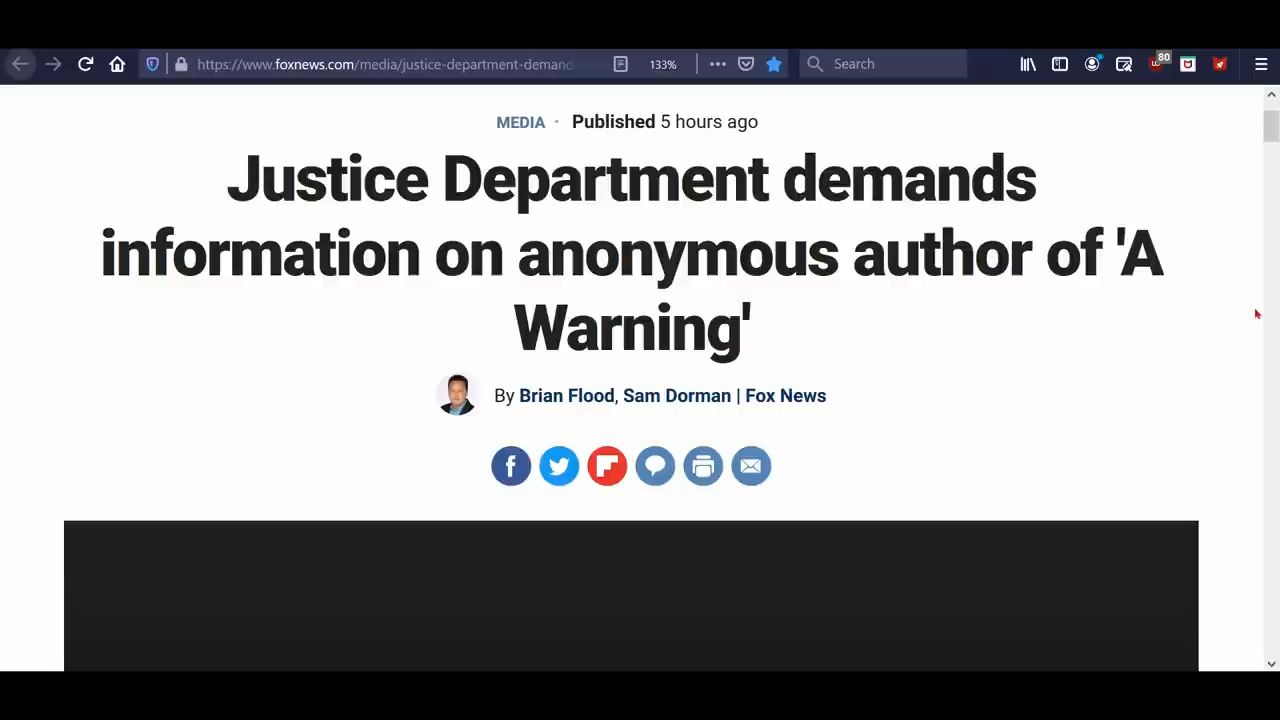 https://www.foxnews.com/media/justice-department-demand
133%
Search
80
MEDIA · Published 5 hours ago
Justice Department demands
information on anonymous author of 'A
Warning'
By Brian Flood, Sam Dorman | Fox News